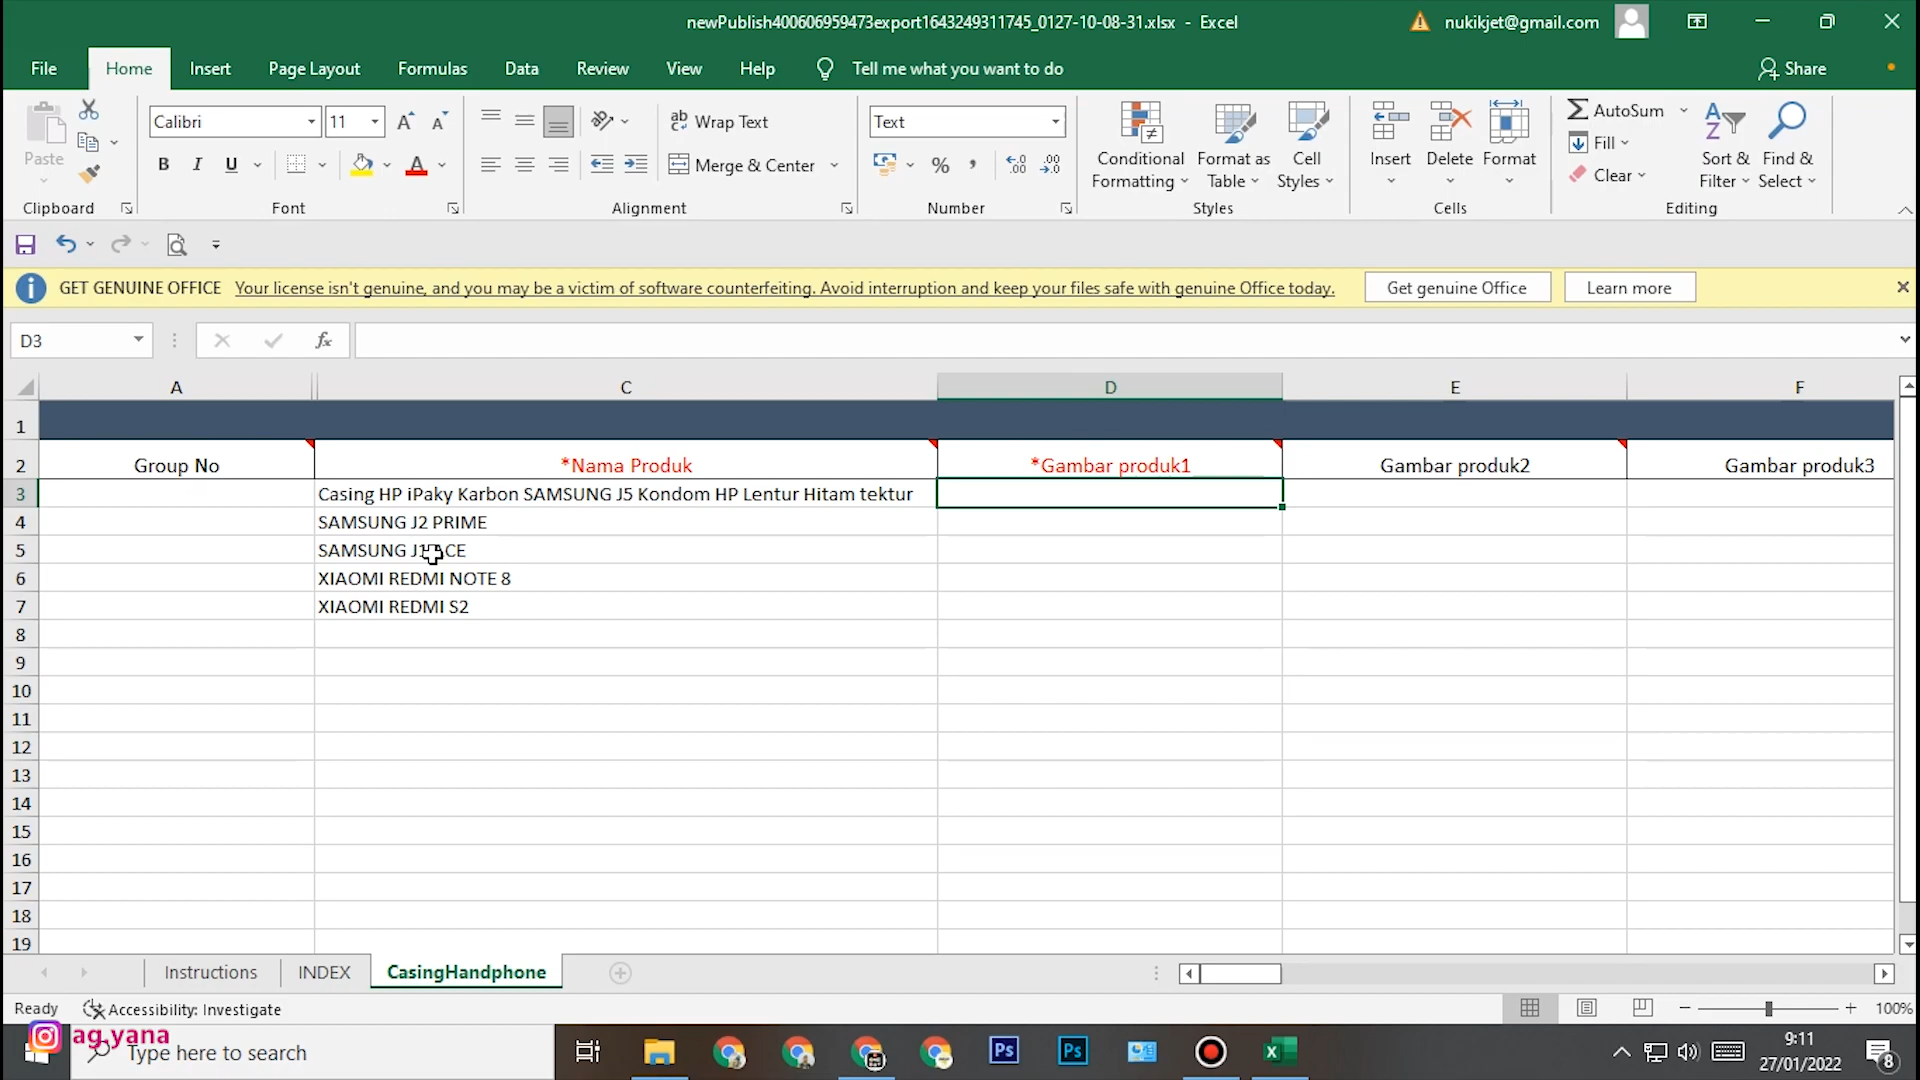 newPublish400606959473export1643249311745_0127-10-08-31.xlsx - Excel
nukikjet@gmail.com
File Home Insert Page Layout Formulas Data Review View Help Tell me what you want to do Share
Paste
Clipboard
Calibri 11
B I U
Font
Wrap Text
Merge & Center
Alignment
Text
%
Number
Conditional Formatting
Format as Table
Cell Styles
Styles
Insert Delete Format
Cells
AutoSum
Fill
Clear
Sort & Filter
Find & Select
Editing
GET GENUINE OFFICE Your license isn't genuine, and you may be a victim of software counterfeiting. Avoid interruption and keep your files safe with genuine Office today. Get genuine Office Learn more
D3 fx
A C D E F
1
2 Group No *Nama Produk *Gambar produk1 Gambar produk2 Gambar produk3
3 Casing HP iPaky Karbon SAMSUNG J5 Kondom HP Lentur Hitam tektur
4 SAMSUNG J2 PRIME
5 SAMSUNG
6 XIAOMI REDMI NOTE 8
7 XIAOMI REDMI S2
8
9
10
11
12
13
14
15
16
17
18
19
Instructions INDEX CasingHandphone
Ready Accessibility: Investigate 100%
ag.yana
Type here to search
Ps Ps
9:11
27/01/2022
8